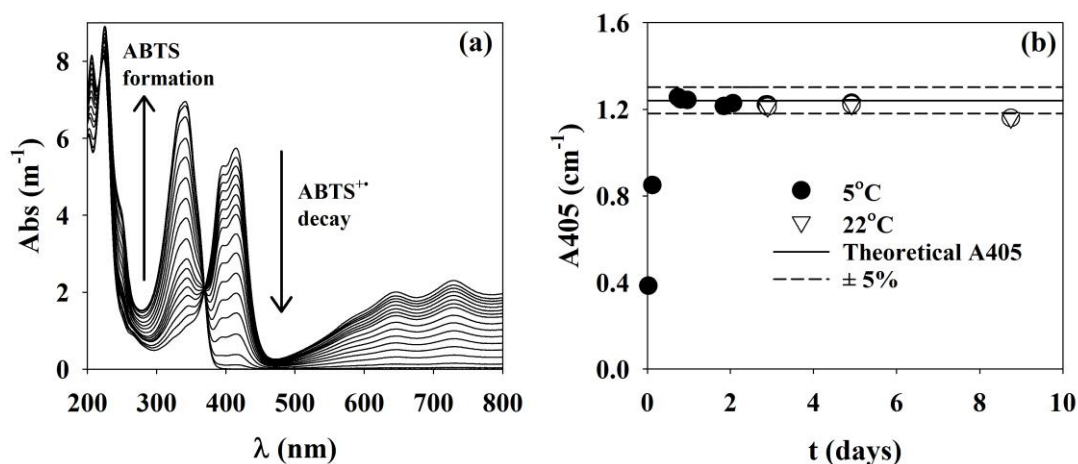 (a)
ABTS
formation
ABTS⁺•
decay
8
6
4
2
0
Abs (m⁻¹)
200 300 400 500 600 700 800
λ (nm)
(b)
1.6
1.2
0.8
0.4
0.0
A405 (cm⁻¹)
5°C
22°C
Theoretical A405
± 5%
0 2 4 6 8 10
t (days)